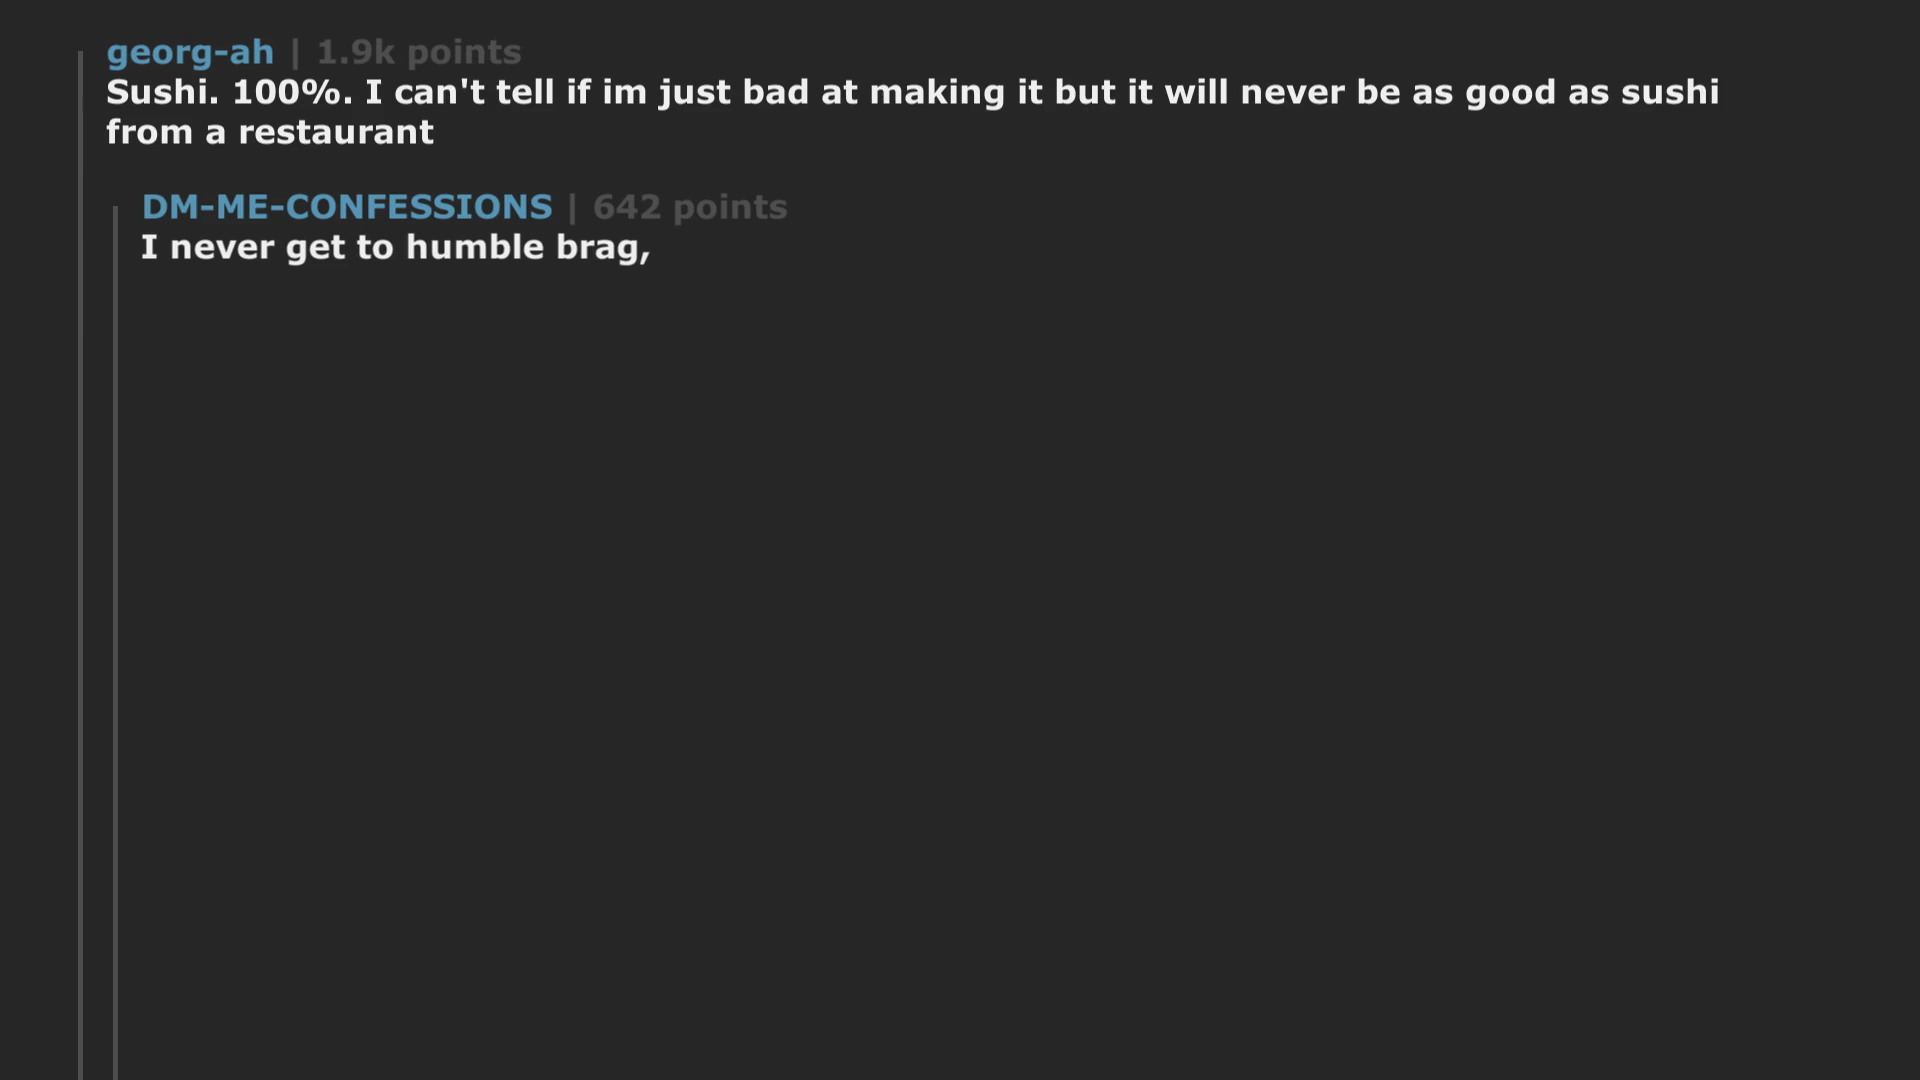 georg-ah | 1.9k points
Sushi. 100%. I can't tell if im just bad at making it but it will never be as good as sushi
from a restaurant
DM-ME-CONFESSIONS | 642 points
I never get to humble brag,